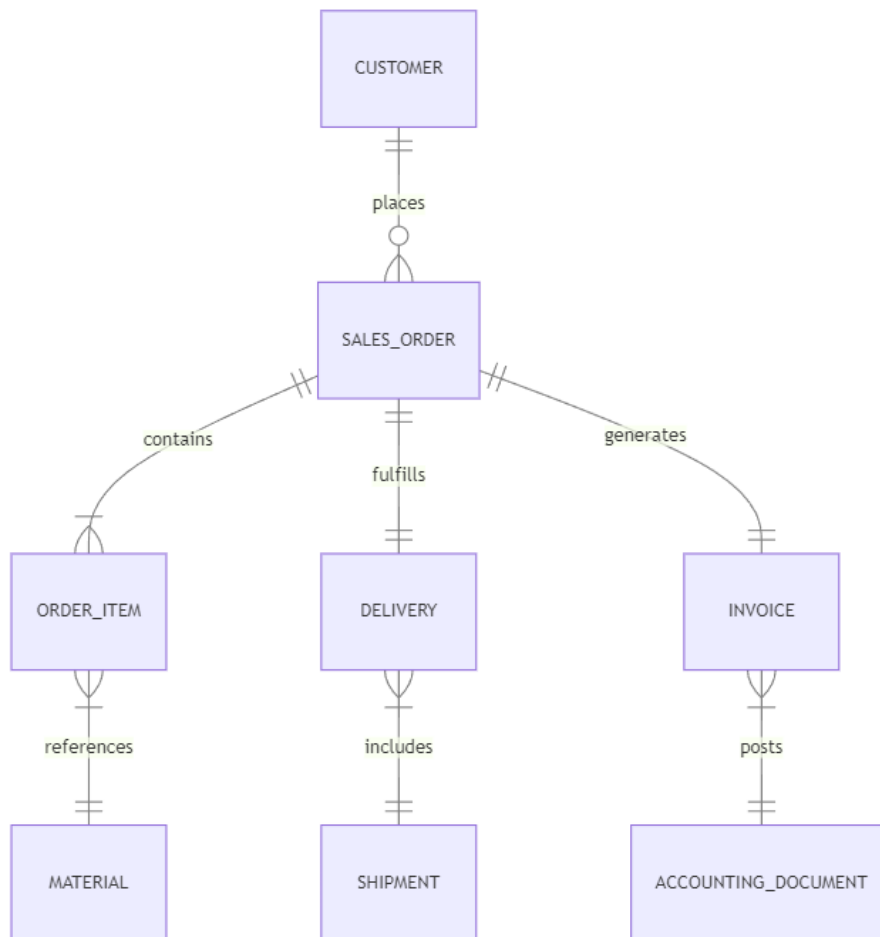 CUSTOMER
places
SALES_ORDER
contains
fulfills
generates
ORDER_ITEM
DELIVERY
INVOICE
references
includes
posts
MATERIAL
SHIPMENT
ACCOUNTING_DOCUMENT